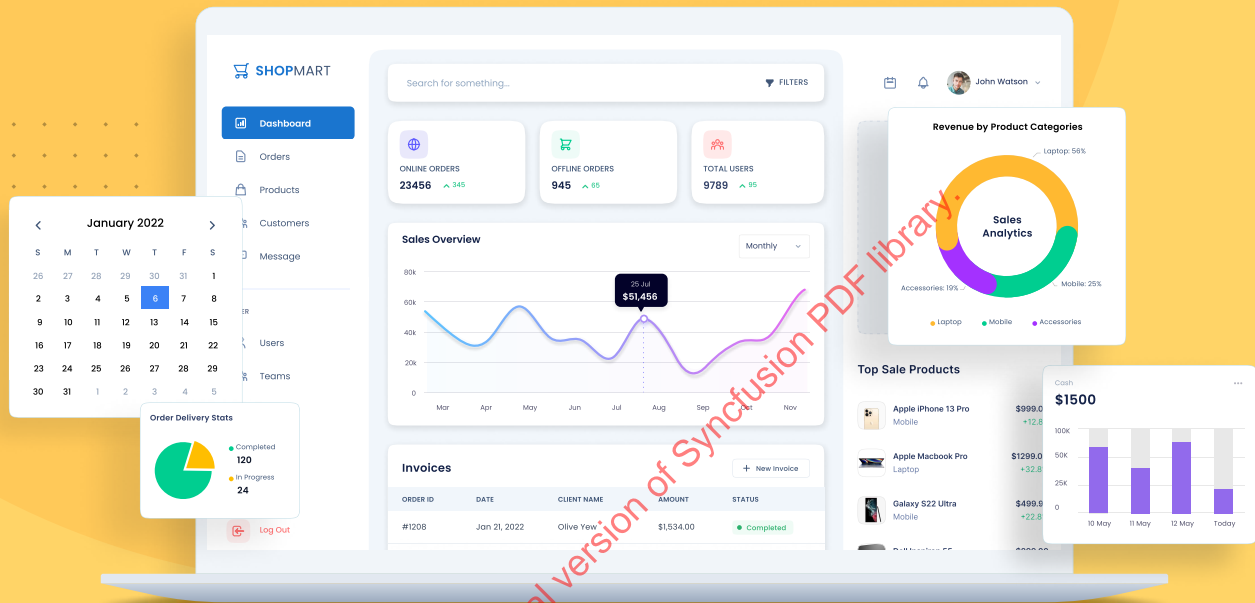 SHOPMART
Dashboard
Orders
Products
Customers
Message
Users
Teams
Log Out
January 2022
S M T W T F S
26 27 28 29 30 31 1
2 3 4 5 6 7 8
9 10 11 12 13 14 15
16 17 18 19 20 21 22
23 24 25 26 27 28 29
30 31 1 2 3 4 5
Order Delivery Stats
Completed
120
In Progress
24
Search for something...
FILTERS
ONLINE ORDERS
23456 345
OFFLINE ORDERS
945 65
TOTAL USERS
9789 95
Sales Overview
Monthly
80k
60k
40k
20k
0
25 Jul
$51,456
Mar Apr May Jun Jul Aug Sep Oct Nov
Invoices
+ New Invoice
ORDER ID DATE CLIENT NAME AMOUNT STATUS
#1208 Jan 21, 2022 Olive Yew $1,534.00 Completed
John Watson
Revenue by Product Categories
Laptop: 56%
Sales
Analytics
Accessories: 19%
Mobile: 25%
Laptop Mobile Accessories
Top Sale Products
Apple iPhone 13 Pro
Mobile
Apple Macbook Pro
Laptop
Galaxy S22 Ultra
Mobile
Cash
$1500
100K
50K
25K
0
10 May 11 May 12 May Today
version of Syncfusion PDF library.